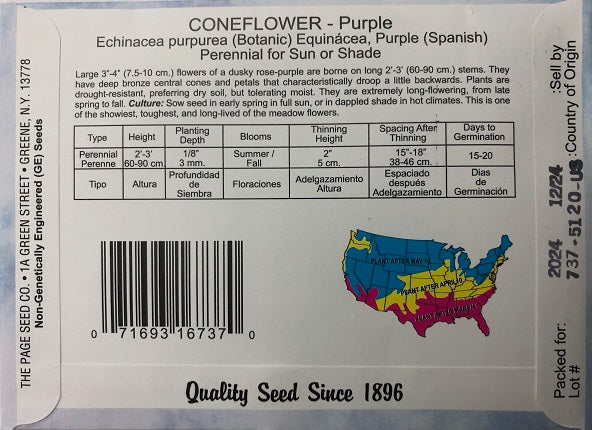 CONEFLOWER - Purple
Echinacea purpurea (Botanic) Equinácea, Purple (Spanish)
Perennial for Sun or Shade
Large 3"-4" (7.5-10 cm.) flowers of a dusky rose-purple are borne on long 2'-3' (60-90 cm.) stems. They
have deep bronze central cones and petals that characteristically droop a little backwards. Plants are
drought-resistant, preferring dry soil, but tolerating moist. They are extremely long-flowering, from late
spring to fall. Culture: Sow seed in early spring in full sun, or in dappled shade in hot climates. This is one
of the showiest, toughest, and long-lived of the meadow flowers.
Type Height Planting Depth Blooms Thinning Height Spacing After Thinning Days to Germination
Perennial Perenne 2'-3' 60-90 cm. 1/8" 3 mm. Summer / Fall 2" 5 cm. 15"-18" 38-46 cm. 15-20
Tipo Altura Profundidad de Siembra Floraciones Adelgazamiento Altura Espaciado después Adelgazamiento Dias de Germinación
THE PAGE SEED CO. • 1A GREEN STREET • GREENE, N.Y. 13778
Non-Genetically Engineered (GE) Seeds
0 71693 16737 0
PLANT AFTER MAY 10
PLANT AFTER APRIL 10
PLANT AFTER MARCH
Quality Seed Since 1896
Packed for: 2024 12/24 :Sell by
Lot # 737-5120-US :Country of Origin